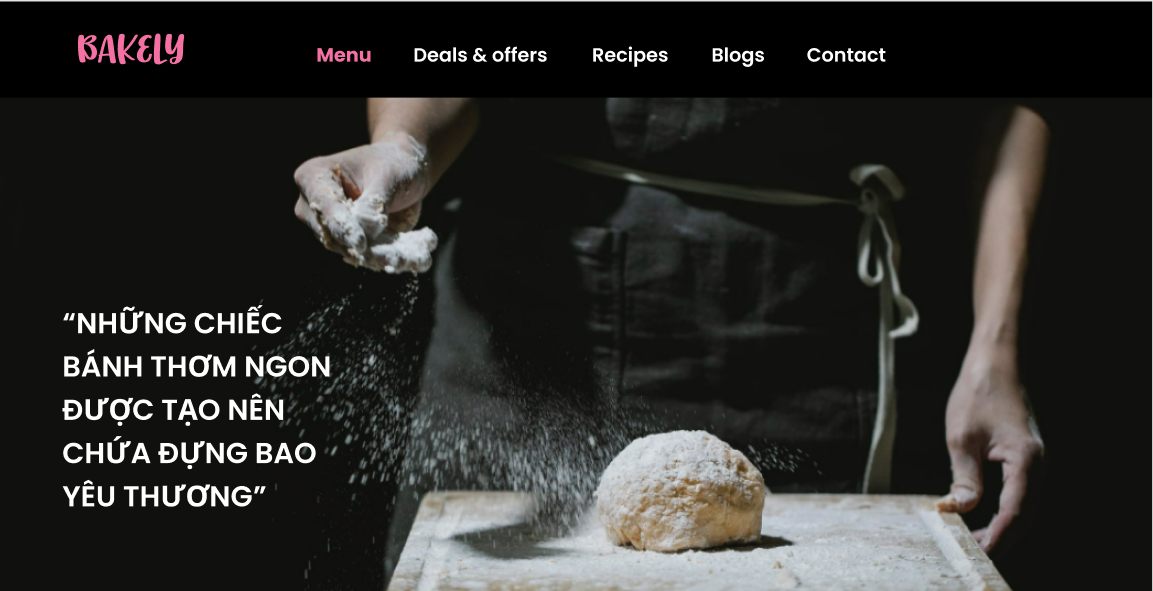 BAKELY
Menu Deals & offers Recipes Blogs Contact
“NHỮNG CHIẾC
BÁNH THƠM NGON
ĐƯỢC TẠO NÊN
CHỨA ĐỰNG BAO
YÊU THƯƠNG”